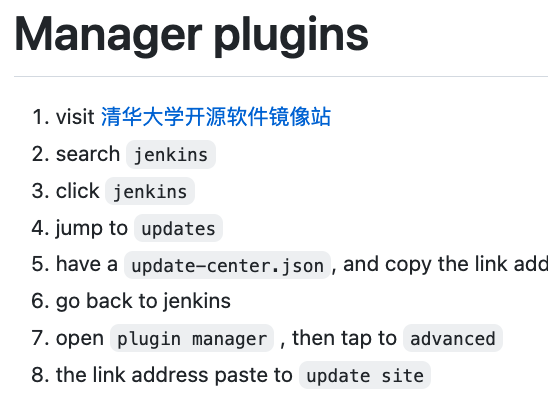 Manager plugins
1. visit 清华大学开源软件镜像站
2. search jenkins
3. click jenkins
4. jump to updates
5. have a update-center.json, and copy the link add
6. go back to jenkins
7. open plugin manager , then tap to advanced
8. the link address paste to update site